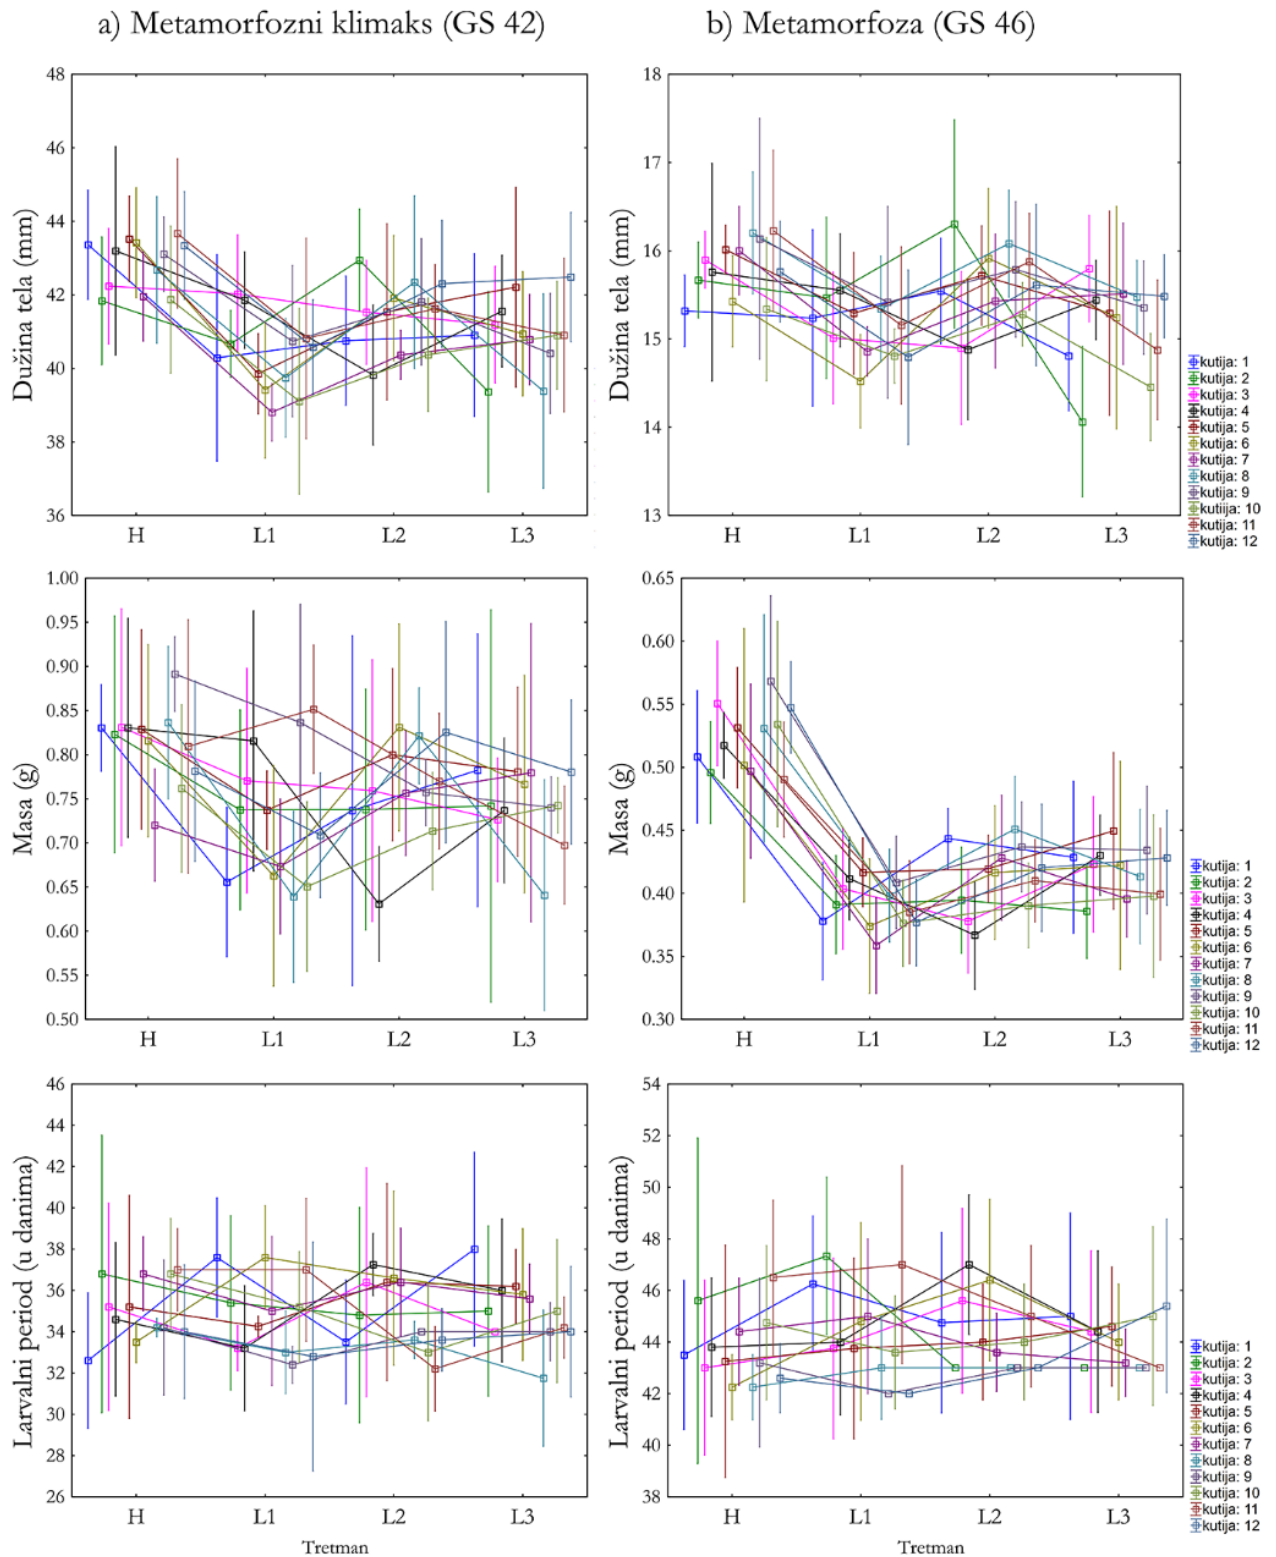 a) Metamorfozni klimaks (GS 42)
b) Metamorfoza (GS 46)
Dužina tela (mm)
48
46
44
42
40
38
36
H L1 L2 L3
Dužina tela (mm)
18
17
16
15
14
13
H L1 L2 L3
kutija: 1
kutija: 2
kutija: 3
kutija: 4
kutija: 5
kutija: 6
kutija: 7
kutija: 8
kutija: 9
kutiija: 10
kutija: 11
kutija: 12
Masa (g)
1.00
0.95
0.90
0.85
0.80
0.75
0.70
0.65
0.60
0.55
0.50
H L1 L2 L3
Masa (g)
0.65
0.60
0.55
0.50
0.45
0.40
0.35
0.30
H L1 L2 L3
kutija: 1
kutija: 2
kutija: 3
kutija: 4
kutija: 5
kutija: 6
kutija: 7
kutija: 8
kutija: 9
kutija: 10
kutija: 11
kutija: 12
Larvalni period (u danima)
46
44
42
40
38
36
34
32
30
28
26
H L1 L2 L3
Tretman
Larvalni period (u danima)
54
52
50
48
46
44
42
40
38
H L1 L2 L3
Tretman
kutija: 1
kutija: 2
kutija: 3
kutija: 4
kutija: 5
kutija: 6
kutija: 7
kutija: 8
kutija: 9
kutija: 10
kutija: 11
kutija: 12